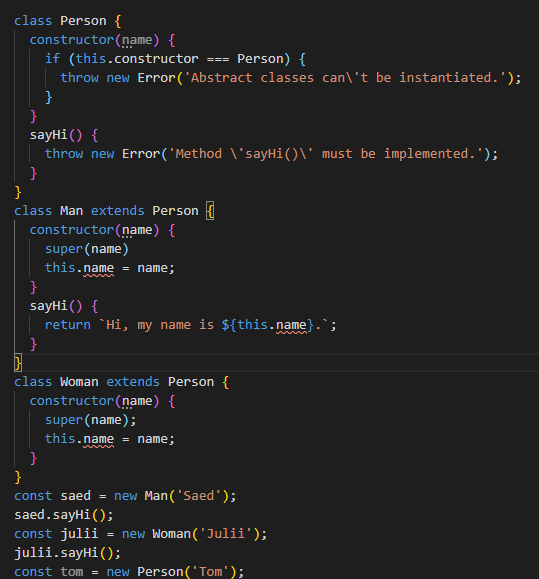 class Person {
constructor(name) {
if (this.constructor === Person) {
throw new Error('Abstract classes can\'t be instantiated.');
}
}
sayHi() {
throw new Error('Method \'sayHi()\' must be implemented.');
}
}
class Man extends Person {
constructor(name) {
super(name)
this.name = name;
}
sayHi() {
return `Hi, my name is ${this.name}.`;
}
}
class Woman extends Person {
constructor(name) {
super(name);
this.name = name;
}
}
const saed = new Man('Saed');
saed.sayHi();
const julii = new Woman('Julii');
julii.sayHi();
const tom = new Person('Tom');